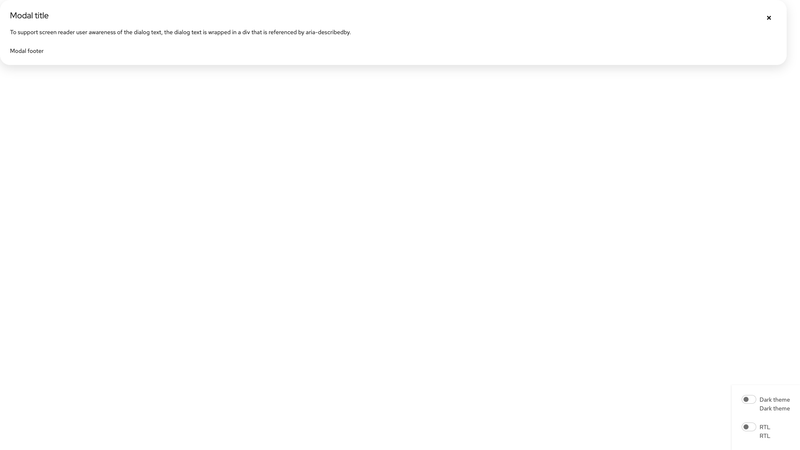 Modal title
To support screen reader user awareness of the dialog text, the dialog text is wrapped in a div that is referenced by aria-describedby.
Modal footer
Dark theme
Dark theme
RTL
RTL